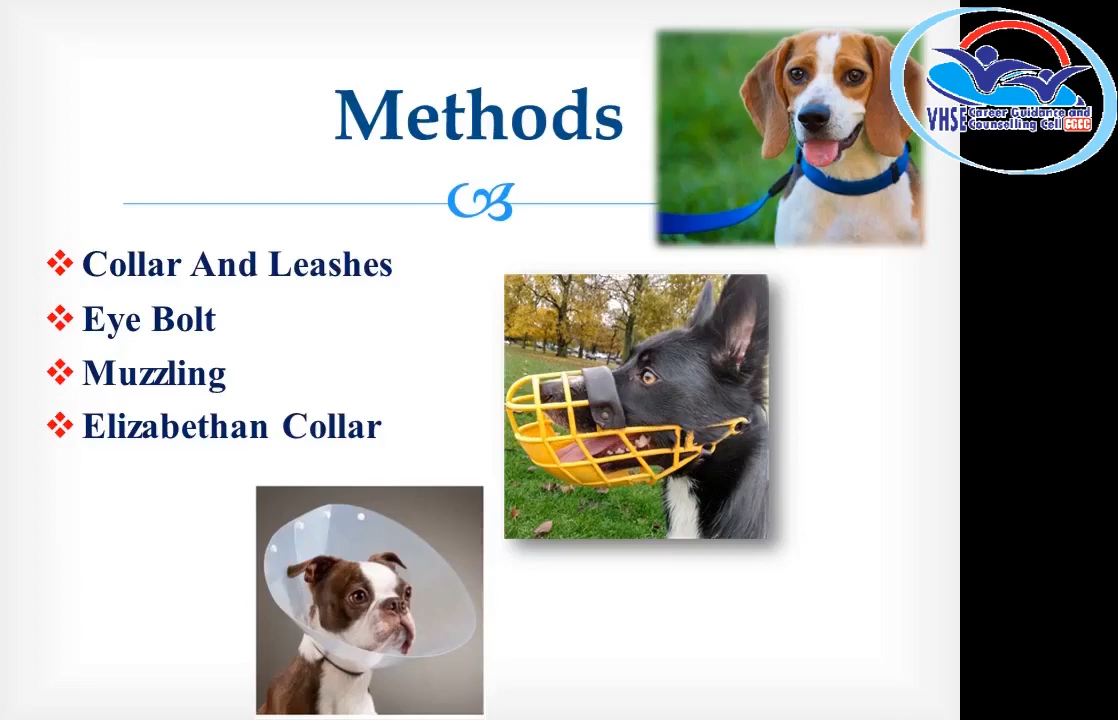 Methods
Collar And Leashes
Eye Bolt
Muzzling
Elizabethan Collar
VHSE Career Guidance and
Counselling Cell CGCC